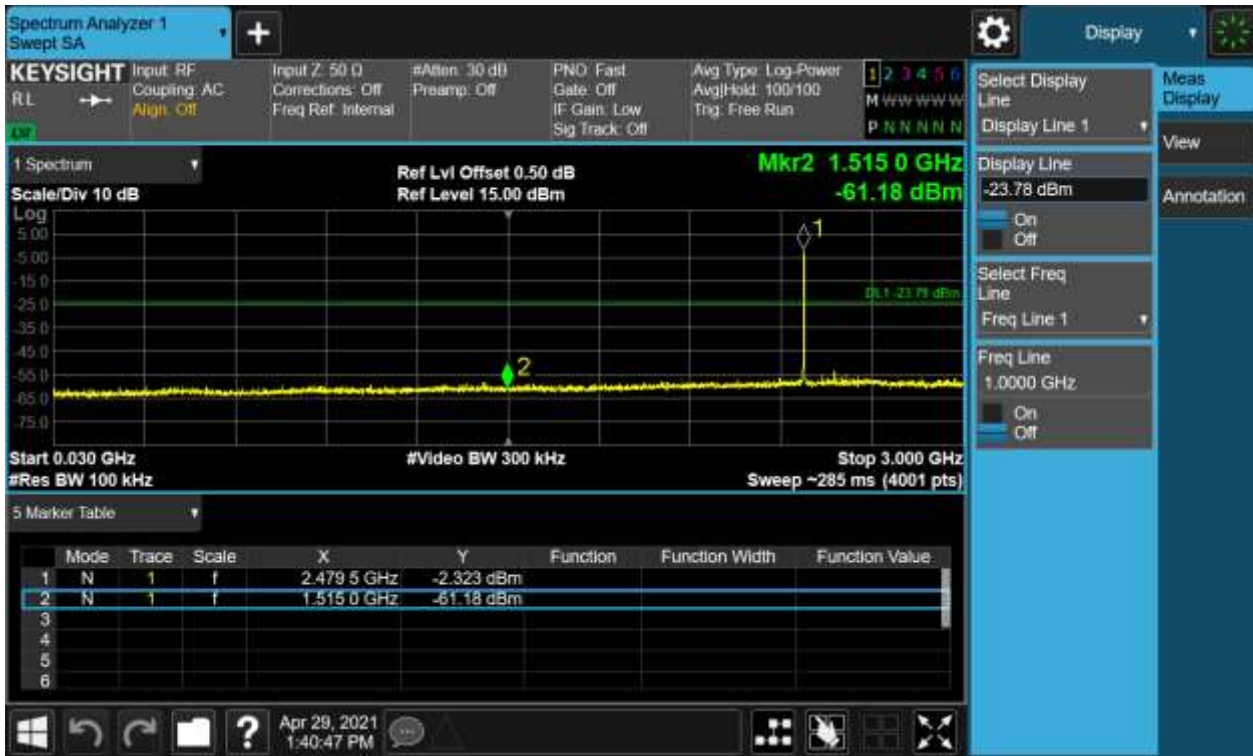 Spectrum Analyzer 1
Swept SA
+
Display
KEYSIGHT
RL
Input: RF
Coupling: AC
Align: Off
Input Z: 50 Ω
Corrections: Off
Freq Ref: Internal
#Atten: 30 dB
Preamp: Off
PNO: Fast
Gate: Off
IF Gain: Low
Sig Track: Off
Avg Type: Log-Power
Avg|Hold: 100/100
Trig: Free Run
1 2 3 4 5 6
M W W W W W
P N N N N N
1 Spectrum
Scale/Div 10 dB
Ref Lvl Offset 0.50 dB
Ref Level 15.00 dBm
Mkr2 1.515 0 GHz
-61.18 dBm
Log
5.00
-5.00
-15.0
-25.0
-35.0
-45.0
-55.0
-65.0
-75.0
1
2
DL1 -23.78 dBm
Start 0.030 GHz
#Res BW 100 kHz
#Video BW 300 kHz
Stop 3.000 GHz
Sweep ~285 ms (4001 pts)
5 Marker Table
Mode Trace Scale X Y Function Function Width Function Value
1 N 1 f 2.479 5 GHz -2.323 dBm
2 N 1 f 1.515 0 GHz -61.18 dBm
3
4
5
6
Select Display
Line
Display Line 1
Display Line
-23.78 dBm
On
Off
Select Freq
Line
Freq Line 1
Freq Line
1.0000 GHz
On
Off
Meas
Display
View
Annotation
?
Apr 29, 2021
1:40:47 PM